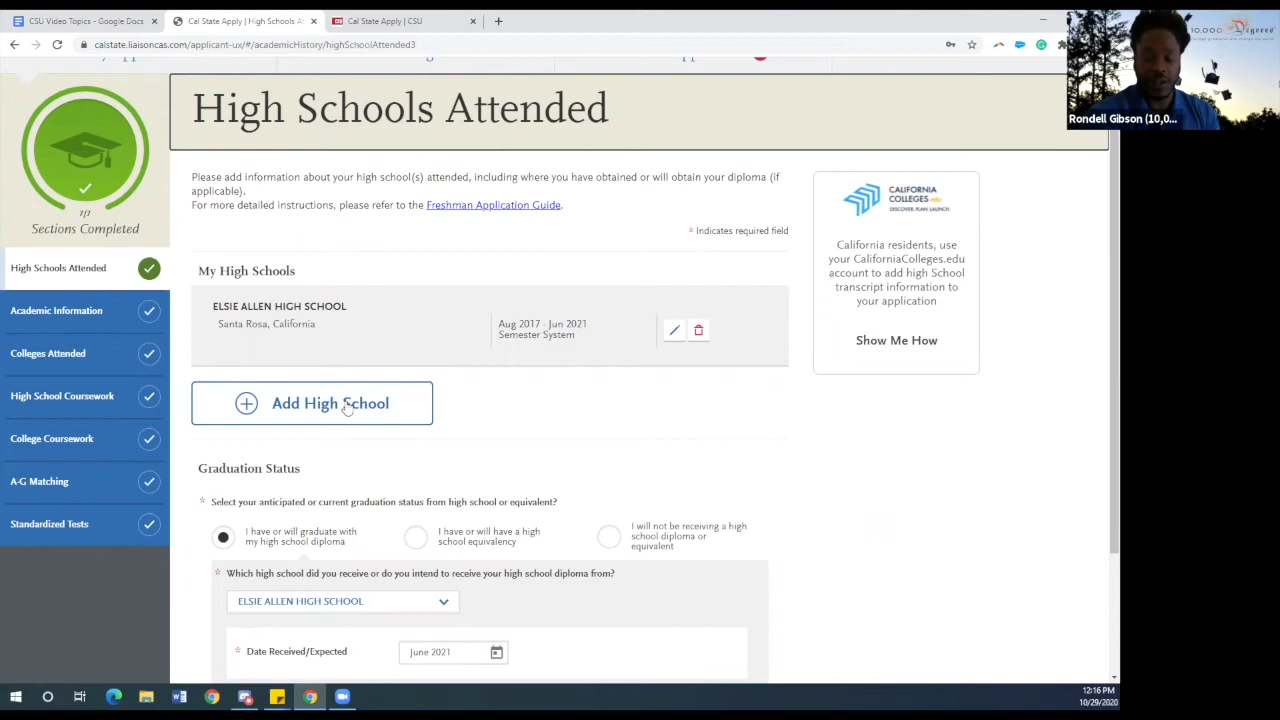 CSU Video Topics - Google Docs
Cal State Apply | High Schools A
Cal State Apply | CSU
calstate.liaisoncas.com/applicant-ux/#/academicHistory/highSchoolAttended3
10,000 Degrees
Rondell Gibson (10,0...
High Schools Attended
Please add information about your high school(s) attended, including where you have obtained or will obtain your diploma (if
applicable).
For more detailed instructions, please refer to the Freshman Application Guide.
* Indicates required field
1/1
Sections Completed
High Schools Attended
Academic Information
Colleges Attended
High School Coursework
College Coursework
A-G Matching
Standardized Tests
My High Schools
ELSIE ALLEN HIGH SCHOOL
Santa Rosa, California
Aug 2017 - Jun 2021
Semester System
Add High School
Graduation Status
* Select your anticipated or current graduation status from high school or equivalent?
I have or will graduate with
my high school diploma
I have or will have a high
school equivalency
I will not be receiving a high
school diploma or
equivalent
* Which high school did you receive or do you intend to receive your high school diploma from?
ELSIE ALLEN HIGH SCHOOL
* Date Received/Expected
June 2021
CALIFORNIA
COLLEGES.edu
DISCOVER. PLAN. LAUNCH
California residents, use
your CaliforniaColleges.edu
account to add high School
transcript information to
your application
Show Me How
12:16 PM
10/29/2020